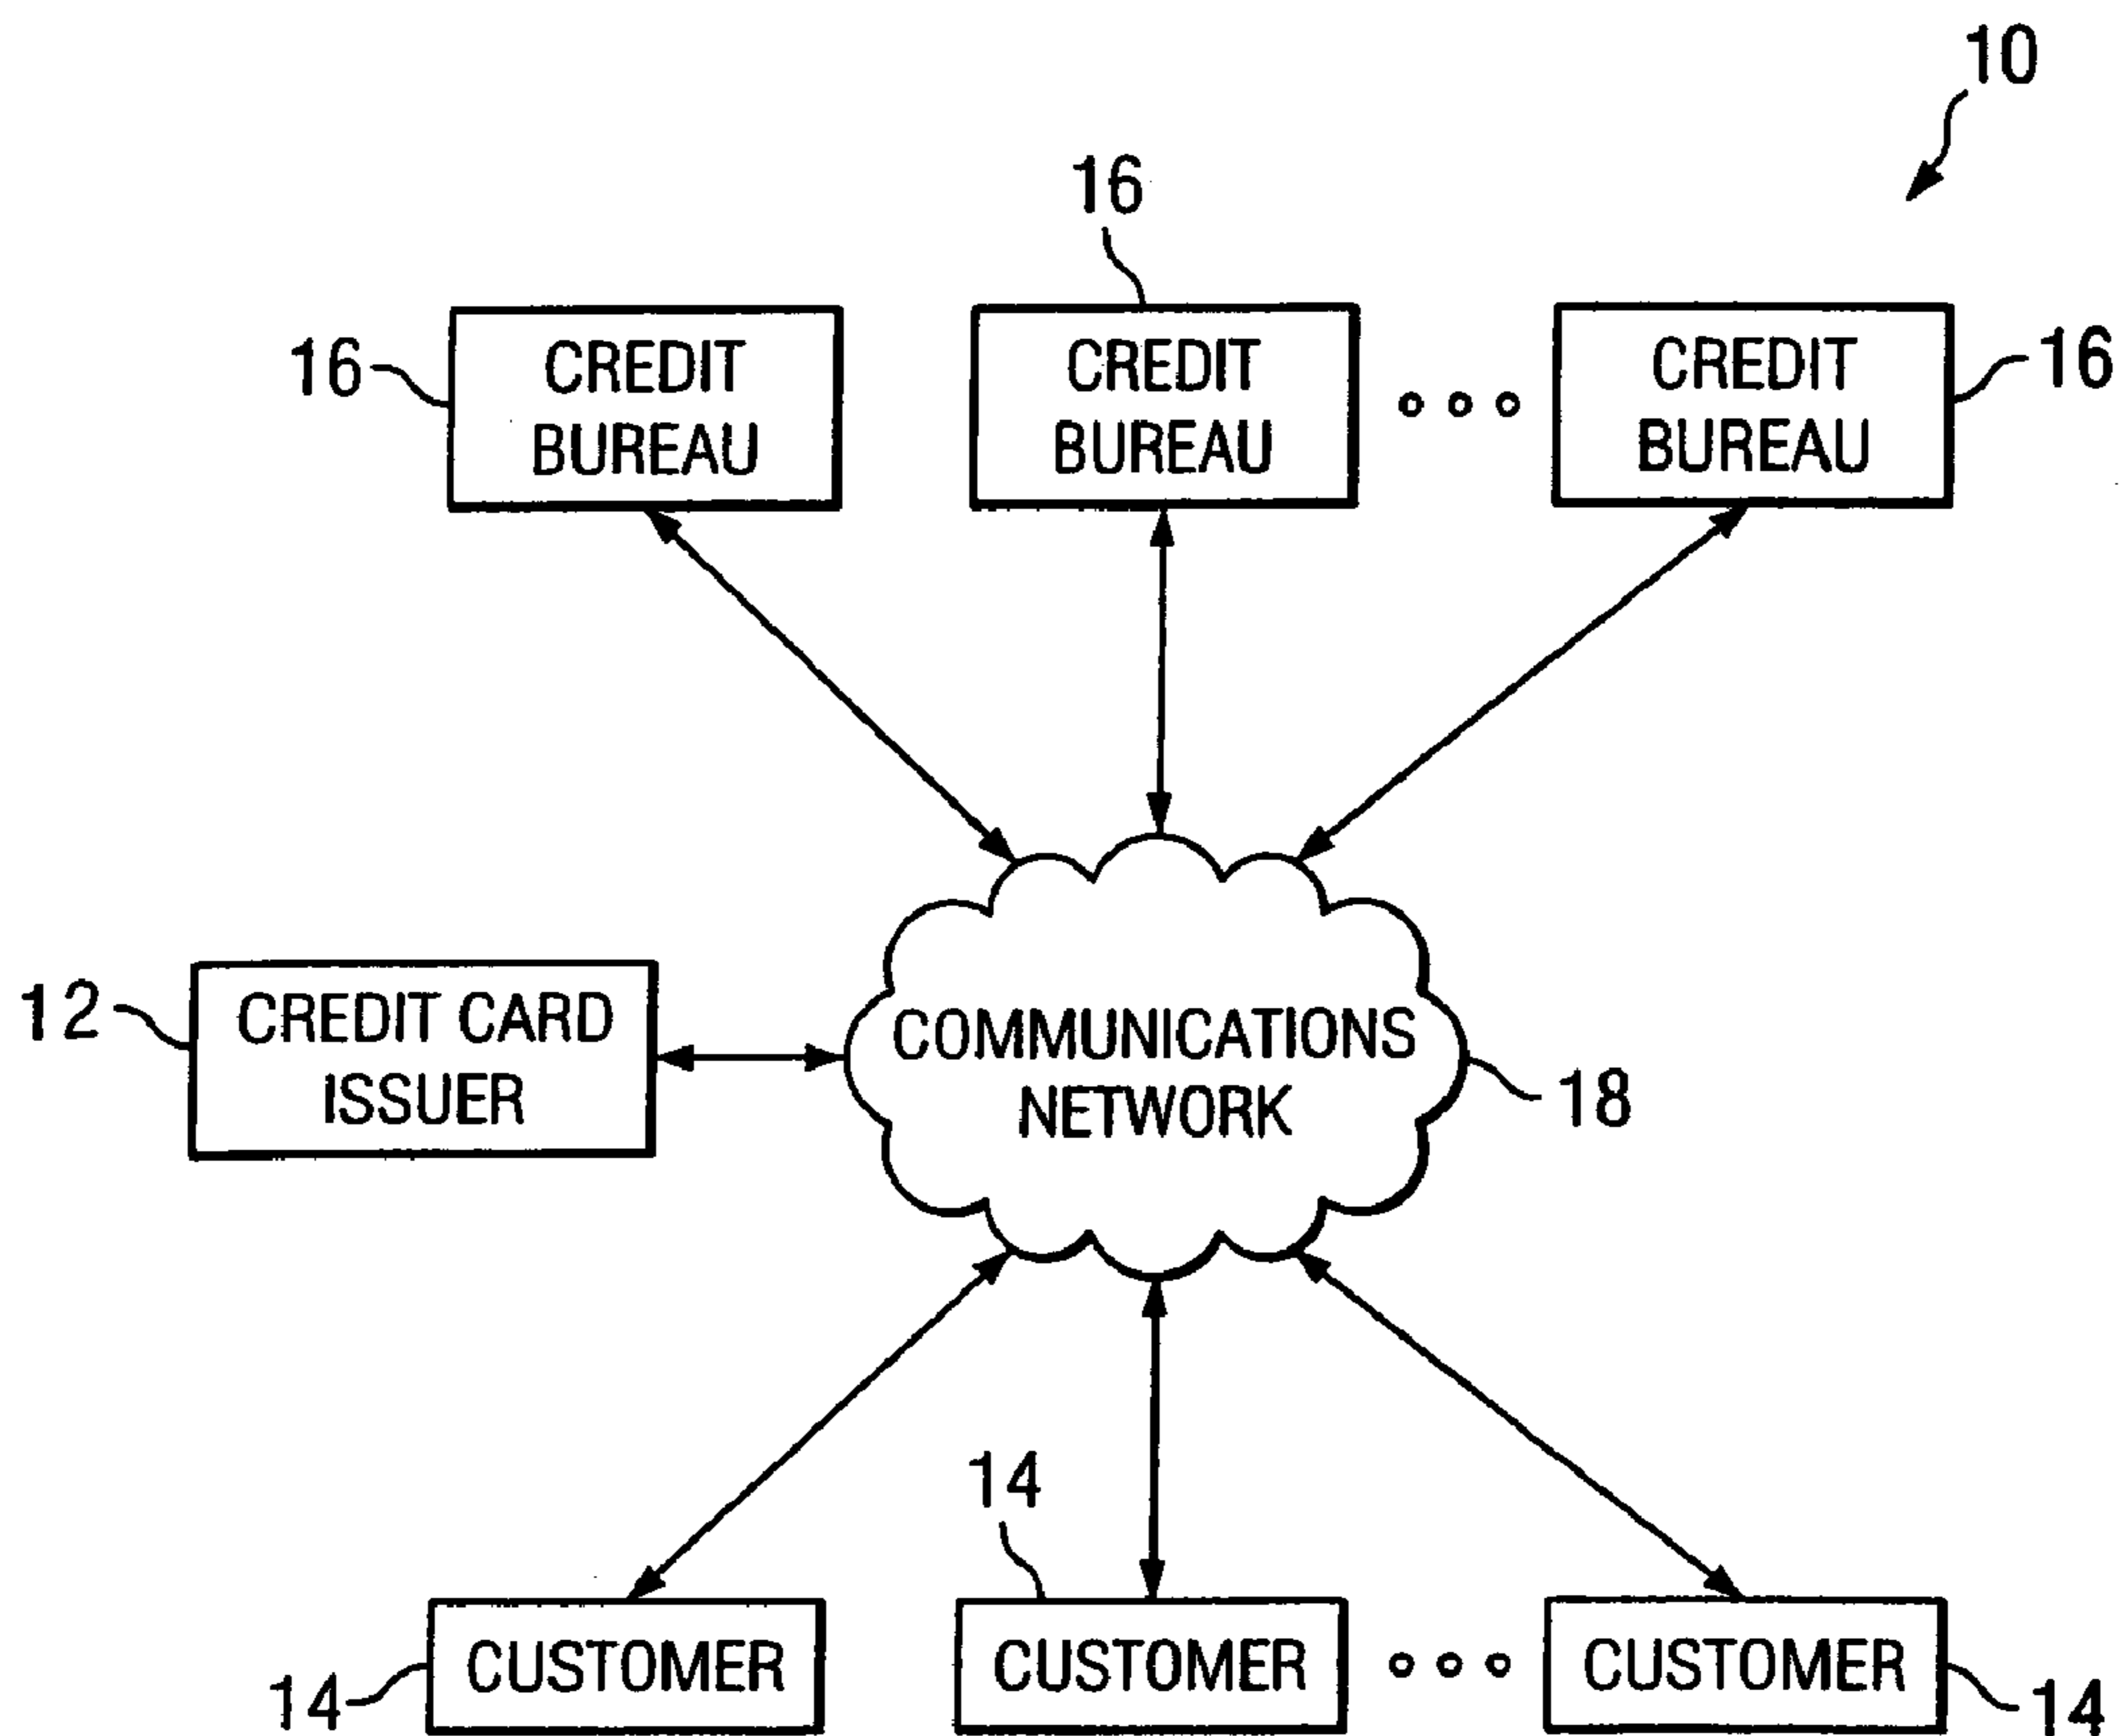 10
16
16
CREDIT
BUREAU
CREDIT
BUREAU
CREDIT
BUREAU
16
12
CREDIT CARD
ISSUER
COMMUNICATIONS
NETWORK
18
14
14
CUSTOMER
CUSTOMER
CUSTOMER
14